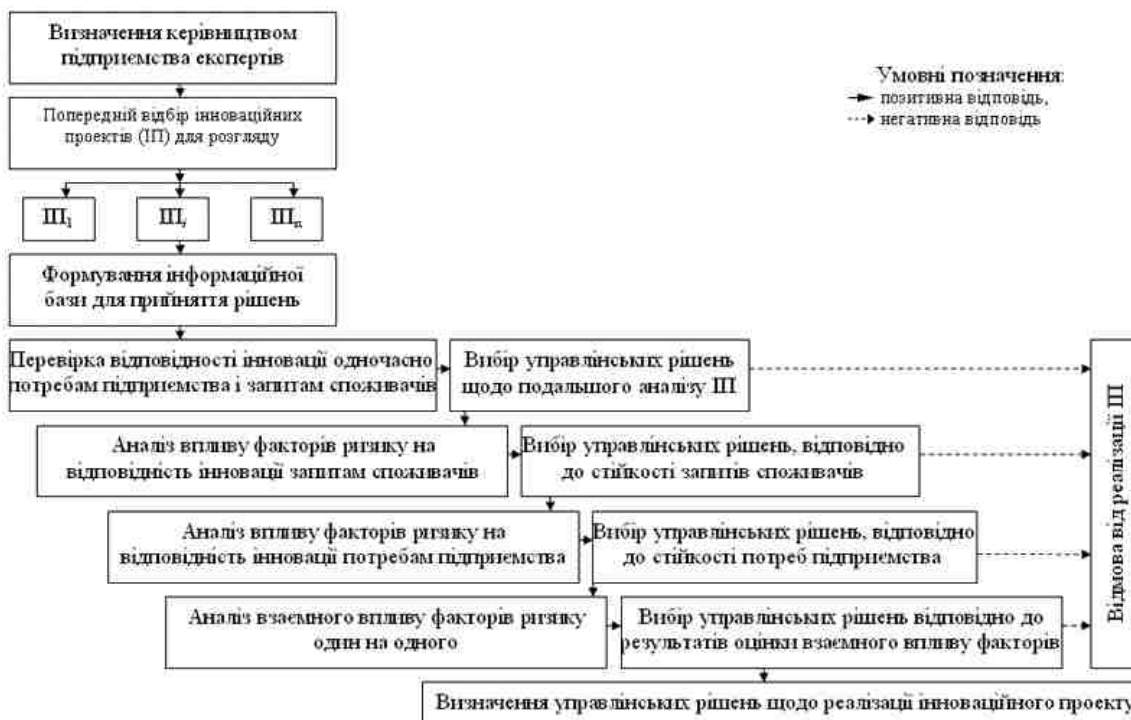 Визначення керівництвом
підприємства експертів
Умовні позначення:
позитивна відповідь,
негативна відповідь
Попередній відбір інноваційних
проектів (ІП) для розгляду
ІП₁
ІПᵢ
ІПₙ
Формування інформаційної
бази для прийняття рішень
Перевірка відповідності інновації одночасно
потребам підприємства і запитам споживачів
Вибір управлінських рішень
щодо подальшого аналізу ІП
Аналіз впливу факторів ризику на
відповідність інновації запитам споживачів
Вибір управлінських рішень, відповідно
до стійкості запитів споживачів
Аналіз впливу факторів ризику на
відповідність інновації потребам підприємства
Вибір управлінських рішень, відповідно
до стійкості потреб підприємства
Аналіз взаємного впливу факторів ризику
один на одного
Вибір управлінських рішень відповідно до
результатів оцінки взаємного впливу факторів
Відмова від реалізації ІП
Визначення управлінських рішень щодо реалізації інноваційного проекту